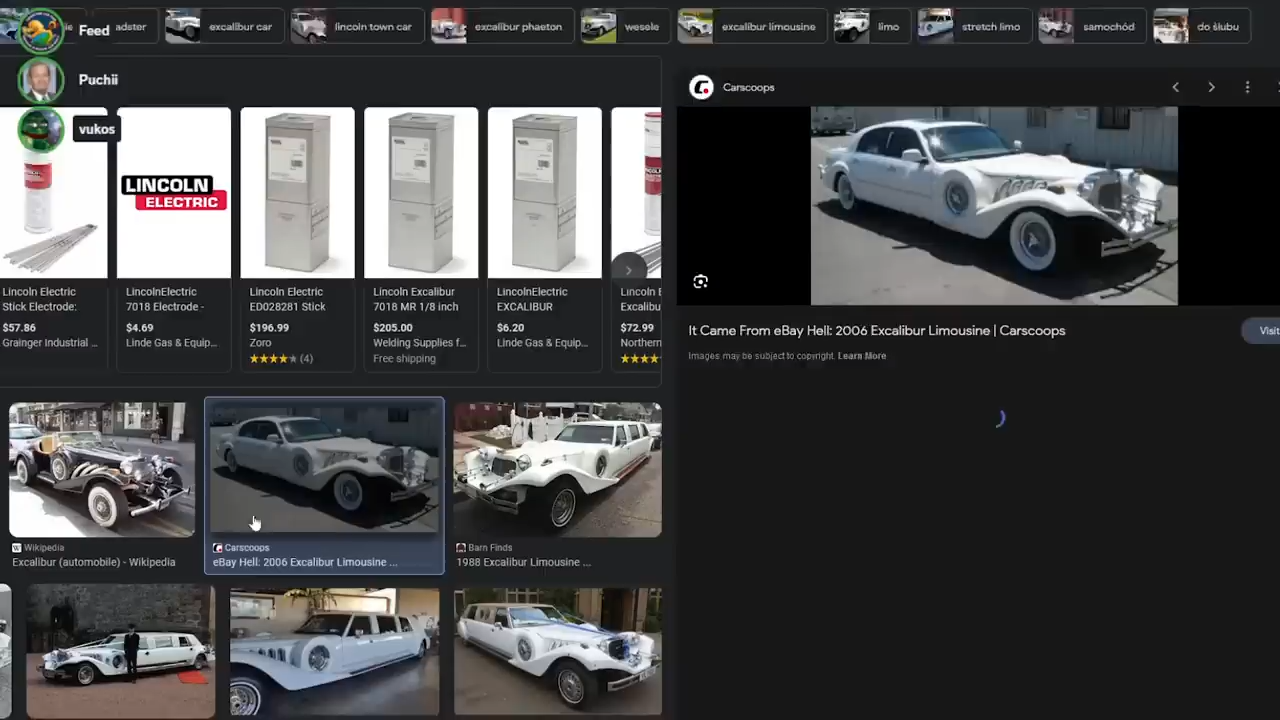 Feed
adster
excalibur car
lincoln town car
excalibur phaeton
wesele
excalibur limousine
limo
stretch limo
samochód
do ślubu
Puchii
vukos
Carscoops
LINCOLN
ELECTRIC
Lincoln Electric
Stick Electrode:
$57.86
Grainger Industrial ...
LincolnElectric
7018 Electrode -
$4.69
Linde Gas & Equip...
Lincoln Electric
ED028281 Stick
$196.99
Zoro
(4)
Lincoln Excalibur
7018 MR 1/8 inch
$205.00
Welding Supplies f...
Free shipping
LincolnElectric
EXCALIBUR
$6.20
Linde Gas & Equip...
Lincoln E
Excalibu
$72.99
Northern
It Came From eBay Hell: 2006 Excalibur Limousine | Carscoops
Visit
Images may be subject to copyright. Learn More
Wikipedia
Excalibur (automobile) - Wikipedia
Carscoops
eBay Hell: 2006 Excalibur Limousine ...
Barn Finds
1988 Excalibur Limousine ...